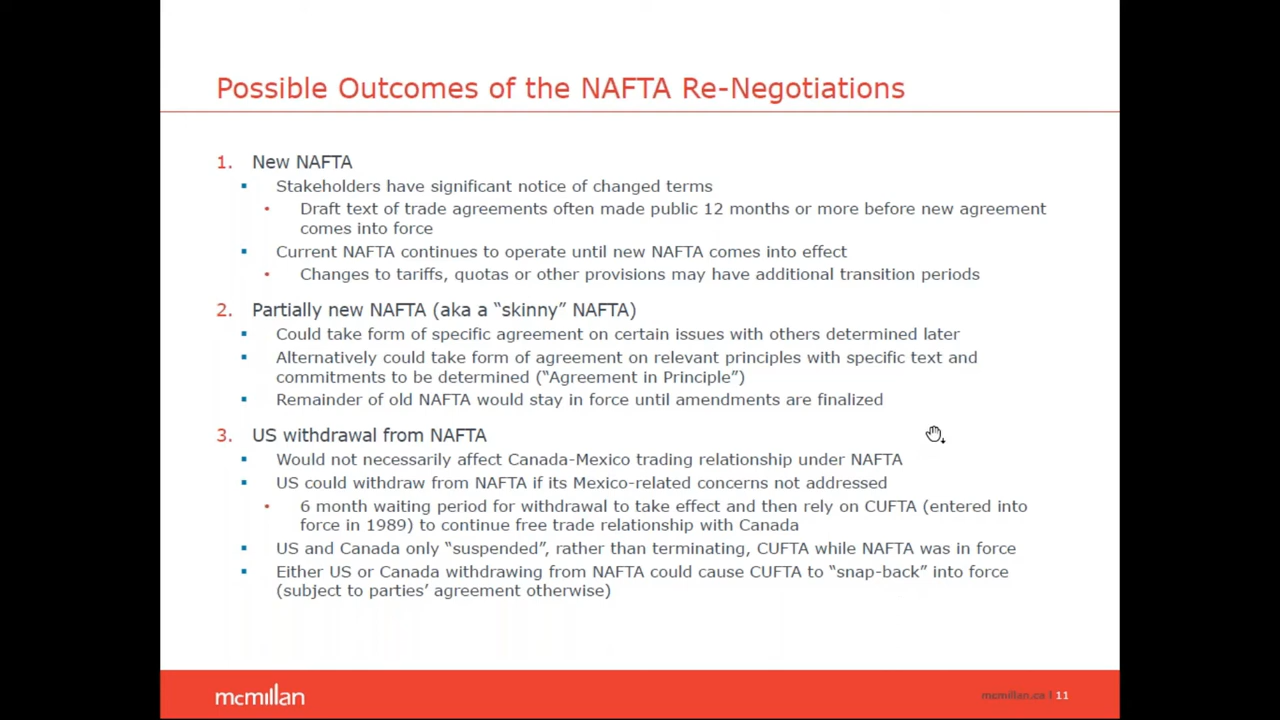 Possible Outcomes of the NAFTA Re-Negotiations
1. New NAFTA
▪ Stakeholders have significant notice of changed terms
• Draft text of trade agreements often made public 12 months or more before new agreement
comes into force
▪ Current NAFTA continues to operate until new NAFTA comes into effect
• Changes to tariffs, quotas or other provisions may have additional transition periods
2. Partially new NAFTA (aka a “skinny” NAFTA)
▪ Could take form of specific agreement on certain issues with others determined later
▪ Alternatively could take form of agreement on relevant principles with specific text and
commitments to be determined (“Agreement in Principle”)
▪ Remainder of old NAFTA would stay in force until amendments are finalized
3. US withdrawal from NAFTA
▪ Would not necessarily affect Canada-Mexico trading relationship under NAFTA
▪ US could withdraw from NAFTA if its Mexico-related concerns not addressed
• 6 month waiting period for withdrawal to take effect and then rely on CUFTA (entered into
force in 1989) to continue free trade relationship with Canada
▪ US and Canada only “suspended”, rather than terminating, CUFTA while NAFTA was in force
▪ Either US or Canada withdrawing from NAFTA could cause CUFTA to “snap-back” into force
(subject to parties’ agreement otherwise)
mcmillan
mcmillan.ca | 11